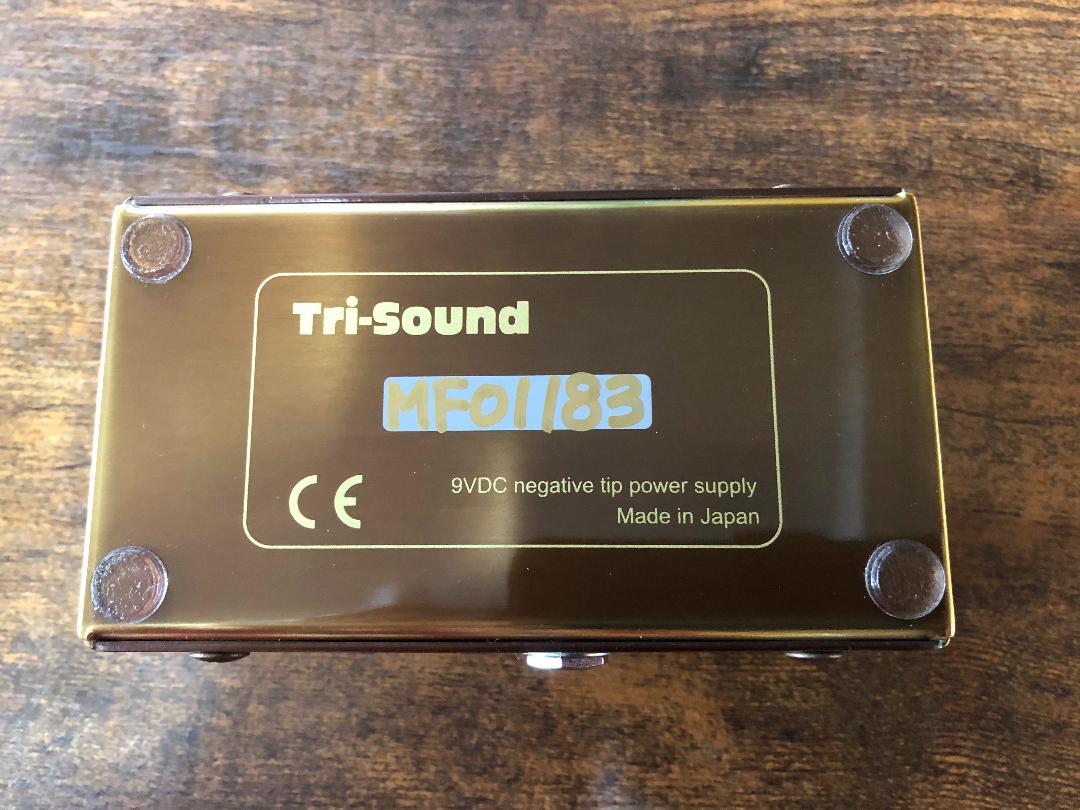 Tri-Sound
MF01183
CE
9VDC negative tip power supply
Made in Japan